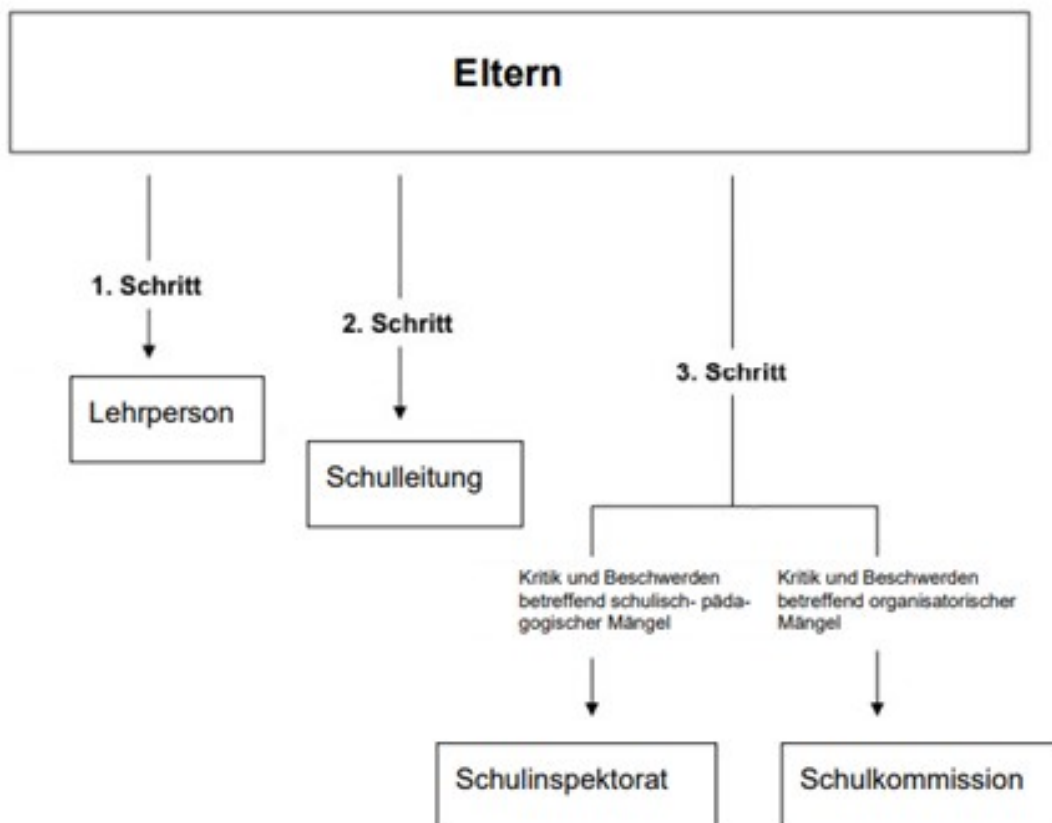 Eltern
1. Schritt
2. Schritt
3. Schritt
Lehrperson
Schulleitung
Kritik und Beschwerden
betreffend schulisch- päda-
gogischer Mängel
Kritik und Beschwerden
betreffend organisatorischer
Mängel
Schulinspektorat
Schulkommission